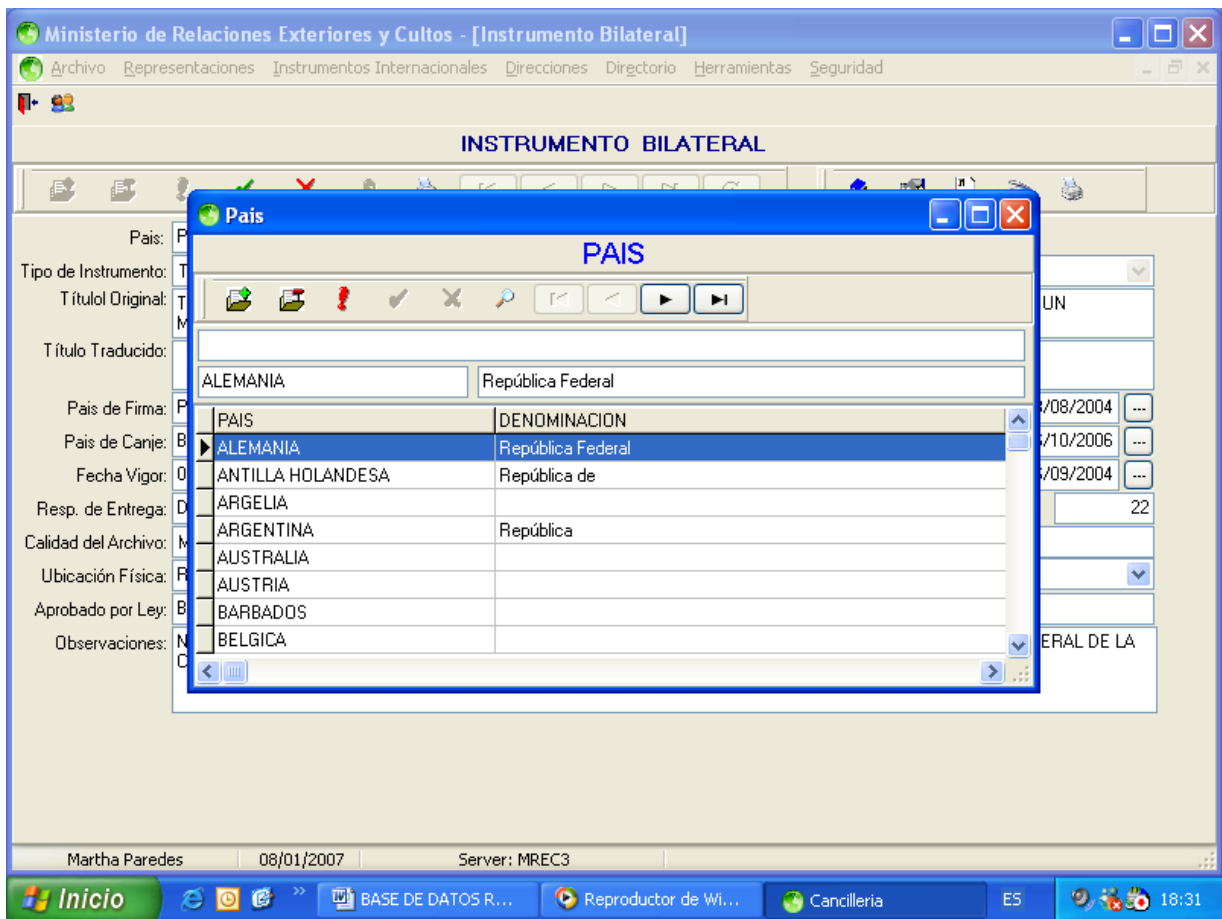 Ministerio de Relaciones Exteriores y Cultos - [Instrumento Bilateral]
Archivo Representaciones Instrumentos Internacionales Direcciones Directorio Herramientas Seguridad
INSTRUMENTO BILATERAL
Pais
PAIS
Pais: P
Tipo de Instrumento: T
Títulol Original: T UN
M
Título Traducido:
ALEMANIA República Federal
Pais de Firma: P /08/2004 ...
PAIS DENOMINACION
Pais de Canje: B /10/2006 ...
ALEMANIA República Federal
Fecha Vigor: 0 /09/2004 ...
ANTILLA HOLANDESA República de
ARGELIA
Resp. de Entrega: D 22
ARGENTINA República
Calidad del Archivo: M
AUSTRALIA
Ubicación Física: R
AUSTRIA
Aprobado por Ley: B
BARBADOS
Observaciones: N ERAL DE LA
BELGICA
C
Martha Paredes 08/01/2007 Server: MREC3
Inicio » BASE DE DATOS R... Reproductor de Wi... Cancilleria ES 18:31